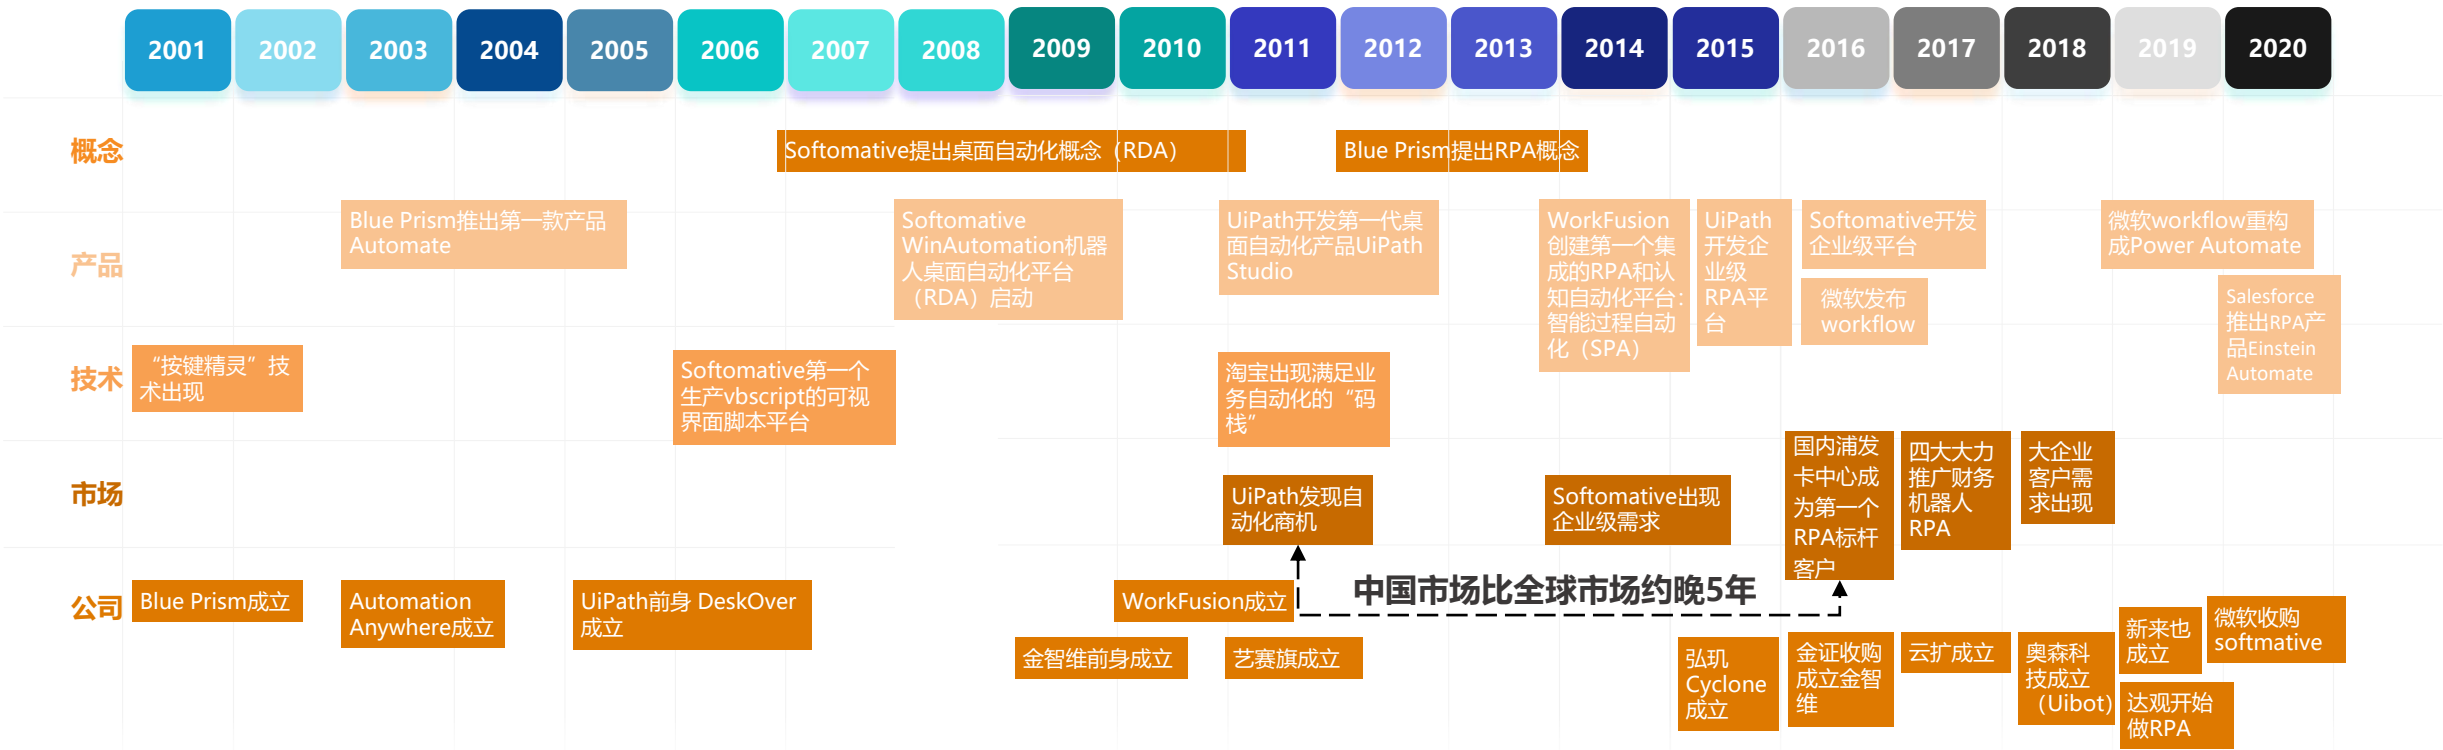 2001 2002 2003 2004 2005 2006 2007 2008 2009 2010 2011 2012 2013 2014 2015 2016 2017 2018 2019 2020
概念
Softomative提出桌面自动化概念（RDA）
Blue Prism提出RPA概念
产品
Blue Prism推出第一款产品
Automate
Softomative
WinAutomation机器
人桌面自动化平台
（RDA）启动
UiPath开发第一代桌
面自动化产品UiPath
Studio
WorkFusion
创建第一个集
成的RPA和认
知自动化平台:
智能过程自动
化（SPA）
UiPath
开发企
业级
RPA平
台
Softomative开发
企业级平台
微软发布
workflow
微软workflow重构
成Power Automate
Salesforce
推出RPA产
品Einstein
Automate
技术
“按键精灵”技
术出现
Softomative第一个
生产vbscript的可视
界面脚本平台
淘宝出现满足业
务自动化的“码
栈”
市场
UiPath发现自
动化商机
Softomative出现
企业级需求
国内浦发
卡中心成
为第一个
RPA标杆
客户
四大大力
推广财务
机器人
RPA
大企业
客户需
求出现
中国市场比全球市场约晚5年
公司
Blue Prism成立
Automation
Anywhere成立
UiPath前身 DeskOver
成立
金智维前身成立
WorkFusion成立
艺赛旗成立
弘玑
Cyclone
成立
金证收购
成立金智
维
云扩成立
奥森科
技成立
（Uibot）
新来也
成立
达观开始
做RPA
微软收购
softmative